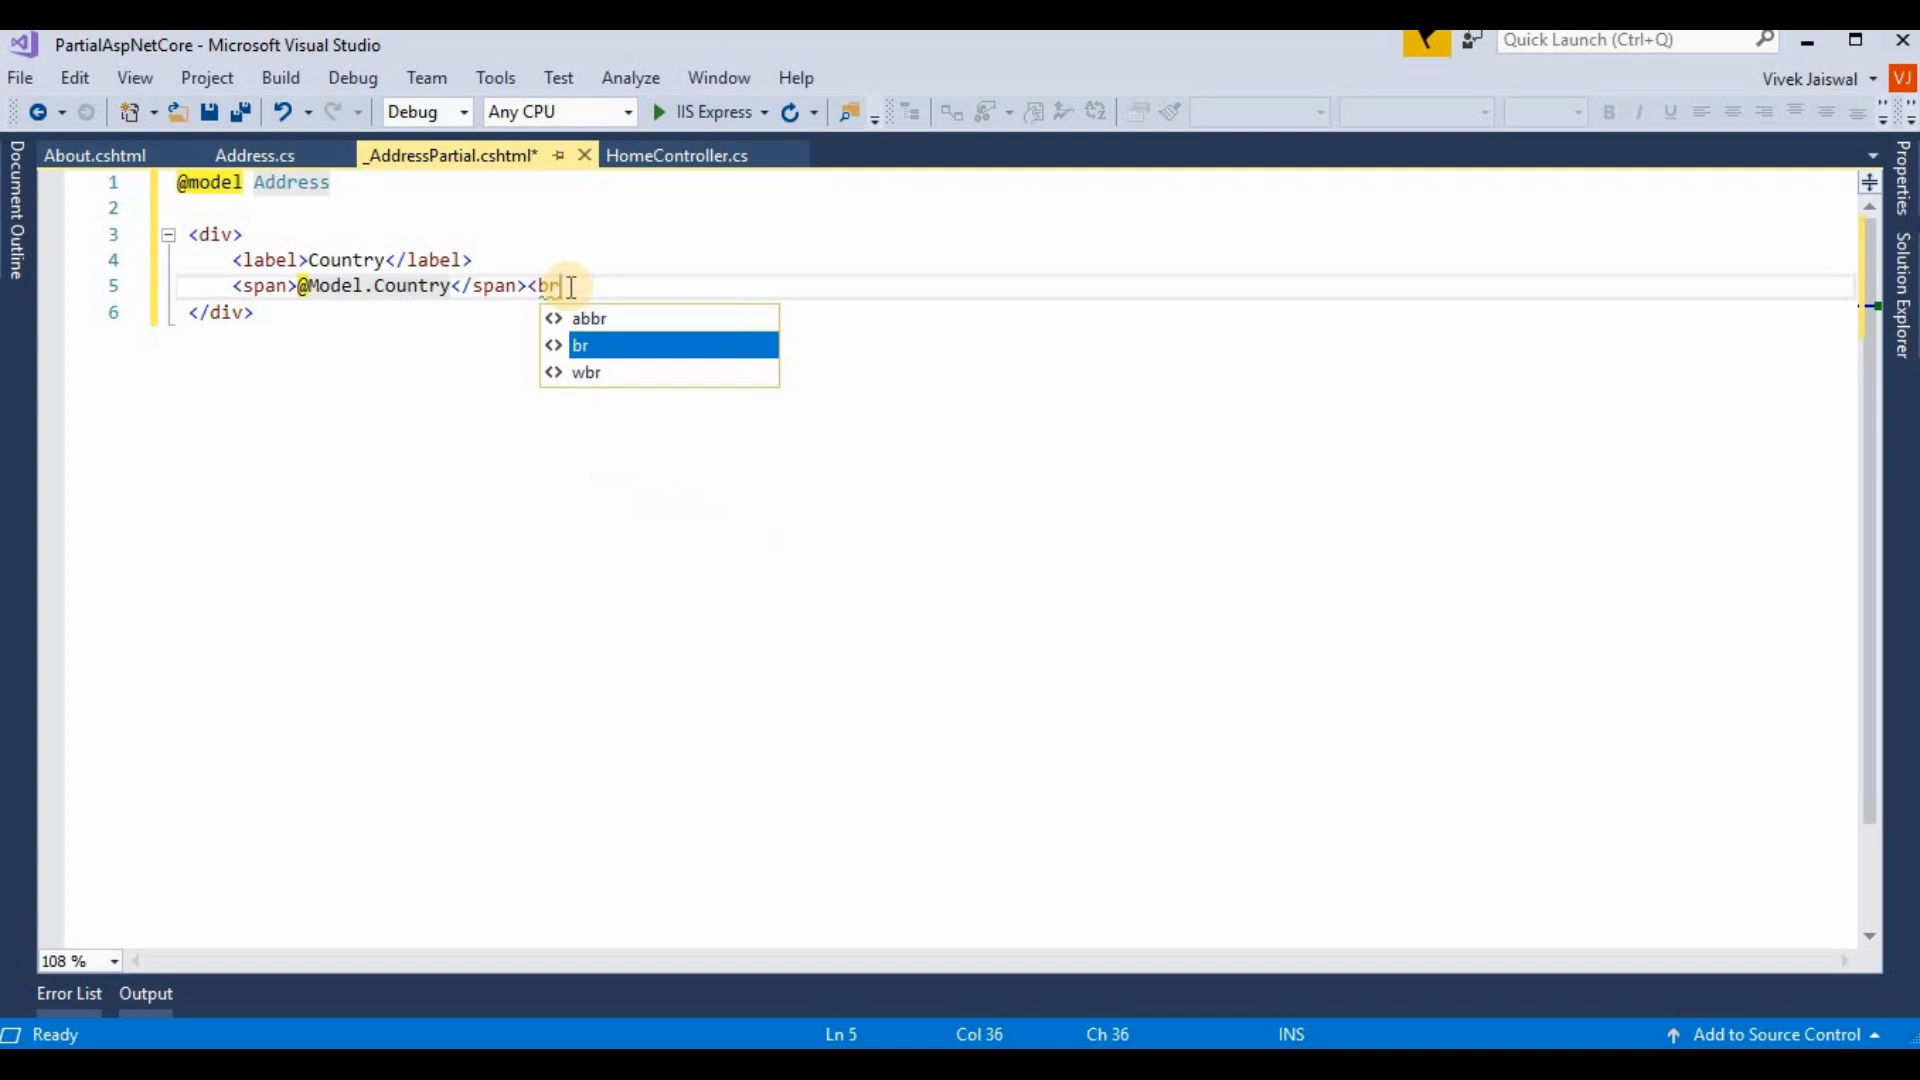 PartialAspNetCore - Microsoft Visual Studio
Quick Launch (Ctrl+Q)
File Edit View Project Build Debug Team Tools Test Analyze Window Help
Vivek Jaiswal VJ
Debug Any CPU IIS Express B I U
About.cshtml Address.cs _AddressPartial.cshtml* HomeController.cs
Document Outline
Properties
Solution Explorer
1 @model Address
2
3 <div>
4 <label>Country</label>
5 <span>@Model.Country</span><br
6 </div>
<> abbr
<> br
<> wbr
108 %
Error List Output
Ready Ln 5 Col 36 Ch 36 INS Add to Source Control